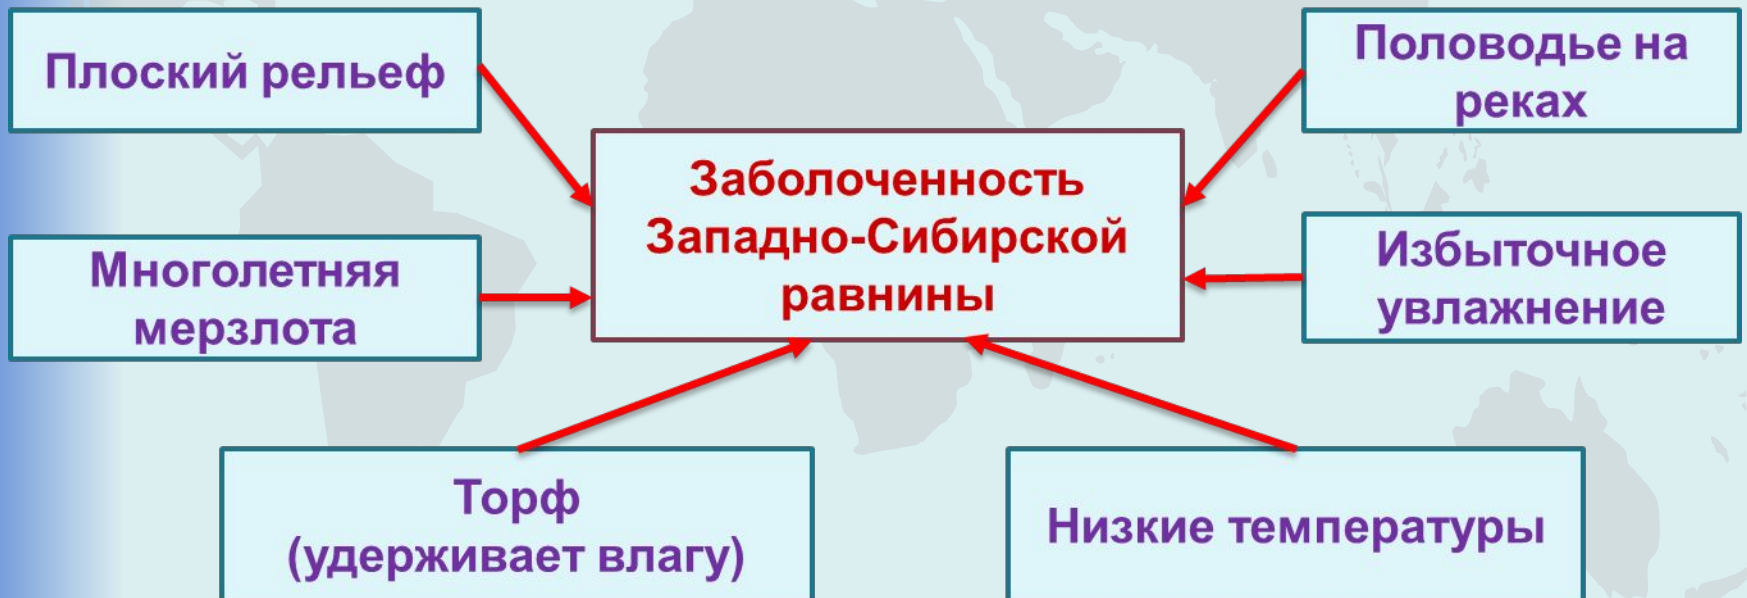 Плоский рельеф
Половодье на
реках
Заболоченность
Западно-Сибирской
равнины
Многолетняя
мерзлота
Избыточное
увлажнение
Торф
(удерживает влагу)
Низкие температуры